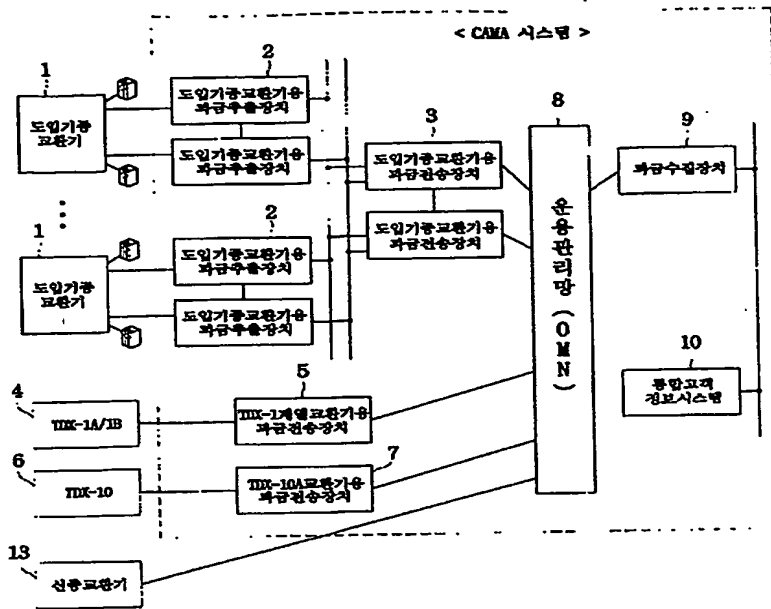 < CAMA 시스템 >
1
도입기종
교환기
2
도입기종교환기용
과금추출장치
도입기종교환기용
과금추출장치
3
도입기종교환기용
과금전송장치
도입기종교환기용
과금전송장치
8
운용관리망(OMN)
9
과금수집장치
1
도입기종
교환기
2
도입기종교환기용
과금추출장치
도입기종교환기용
과금추출장치
10
통합고객
정보시스템
4
TDX-1A/1B
5
TDX-1계열교환기용
과금전송장치
6
TDX-10
7
TDX-10A교환기용
과금전송장치
13
신종교환기